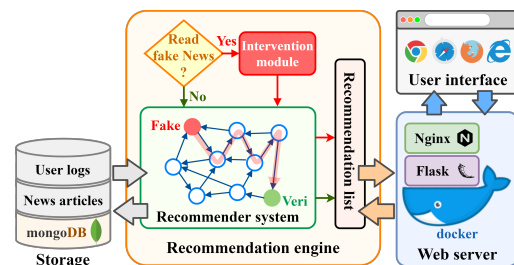 Read
fake News
?
Yes
Intervention
module
No
Fake
Veri
Recommender system
Recommendation engine
Recommendation list
User logs
News articles
mongoDB
Storage
User interface
Nginx
Flask
docker
Web server